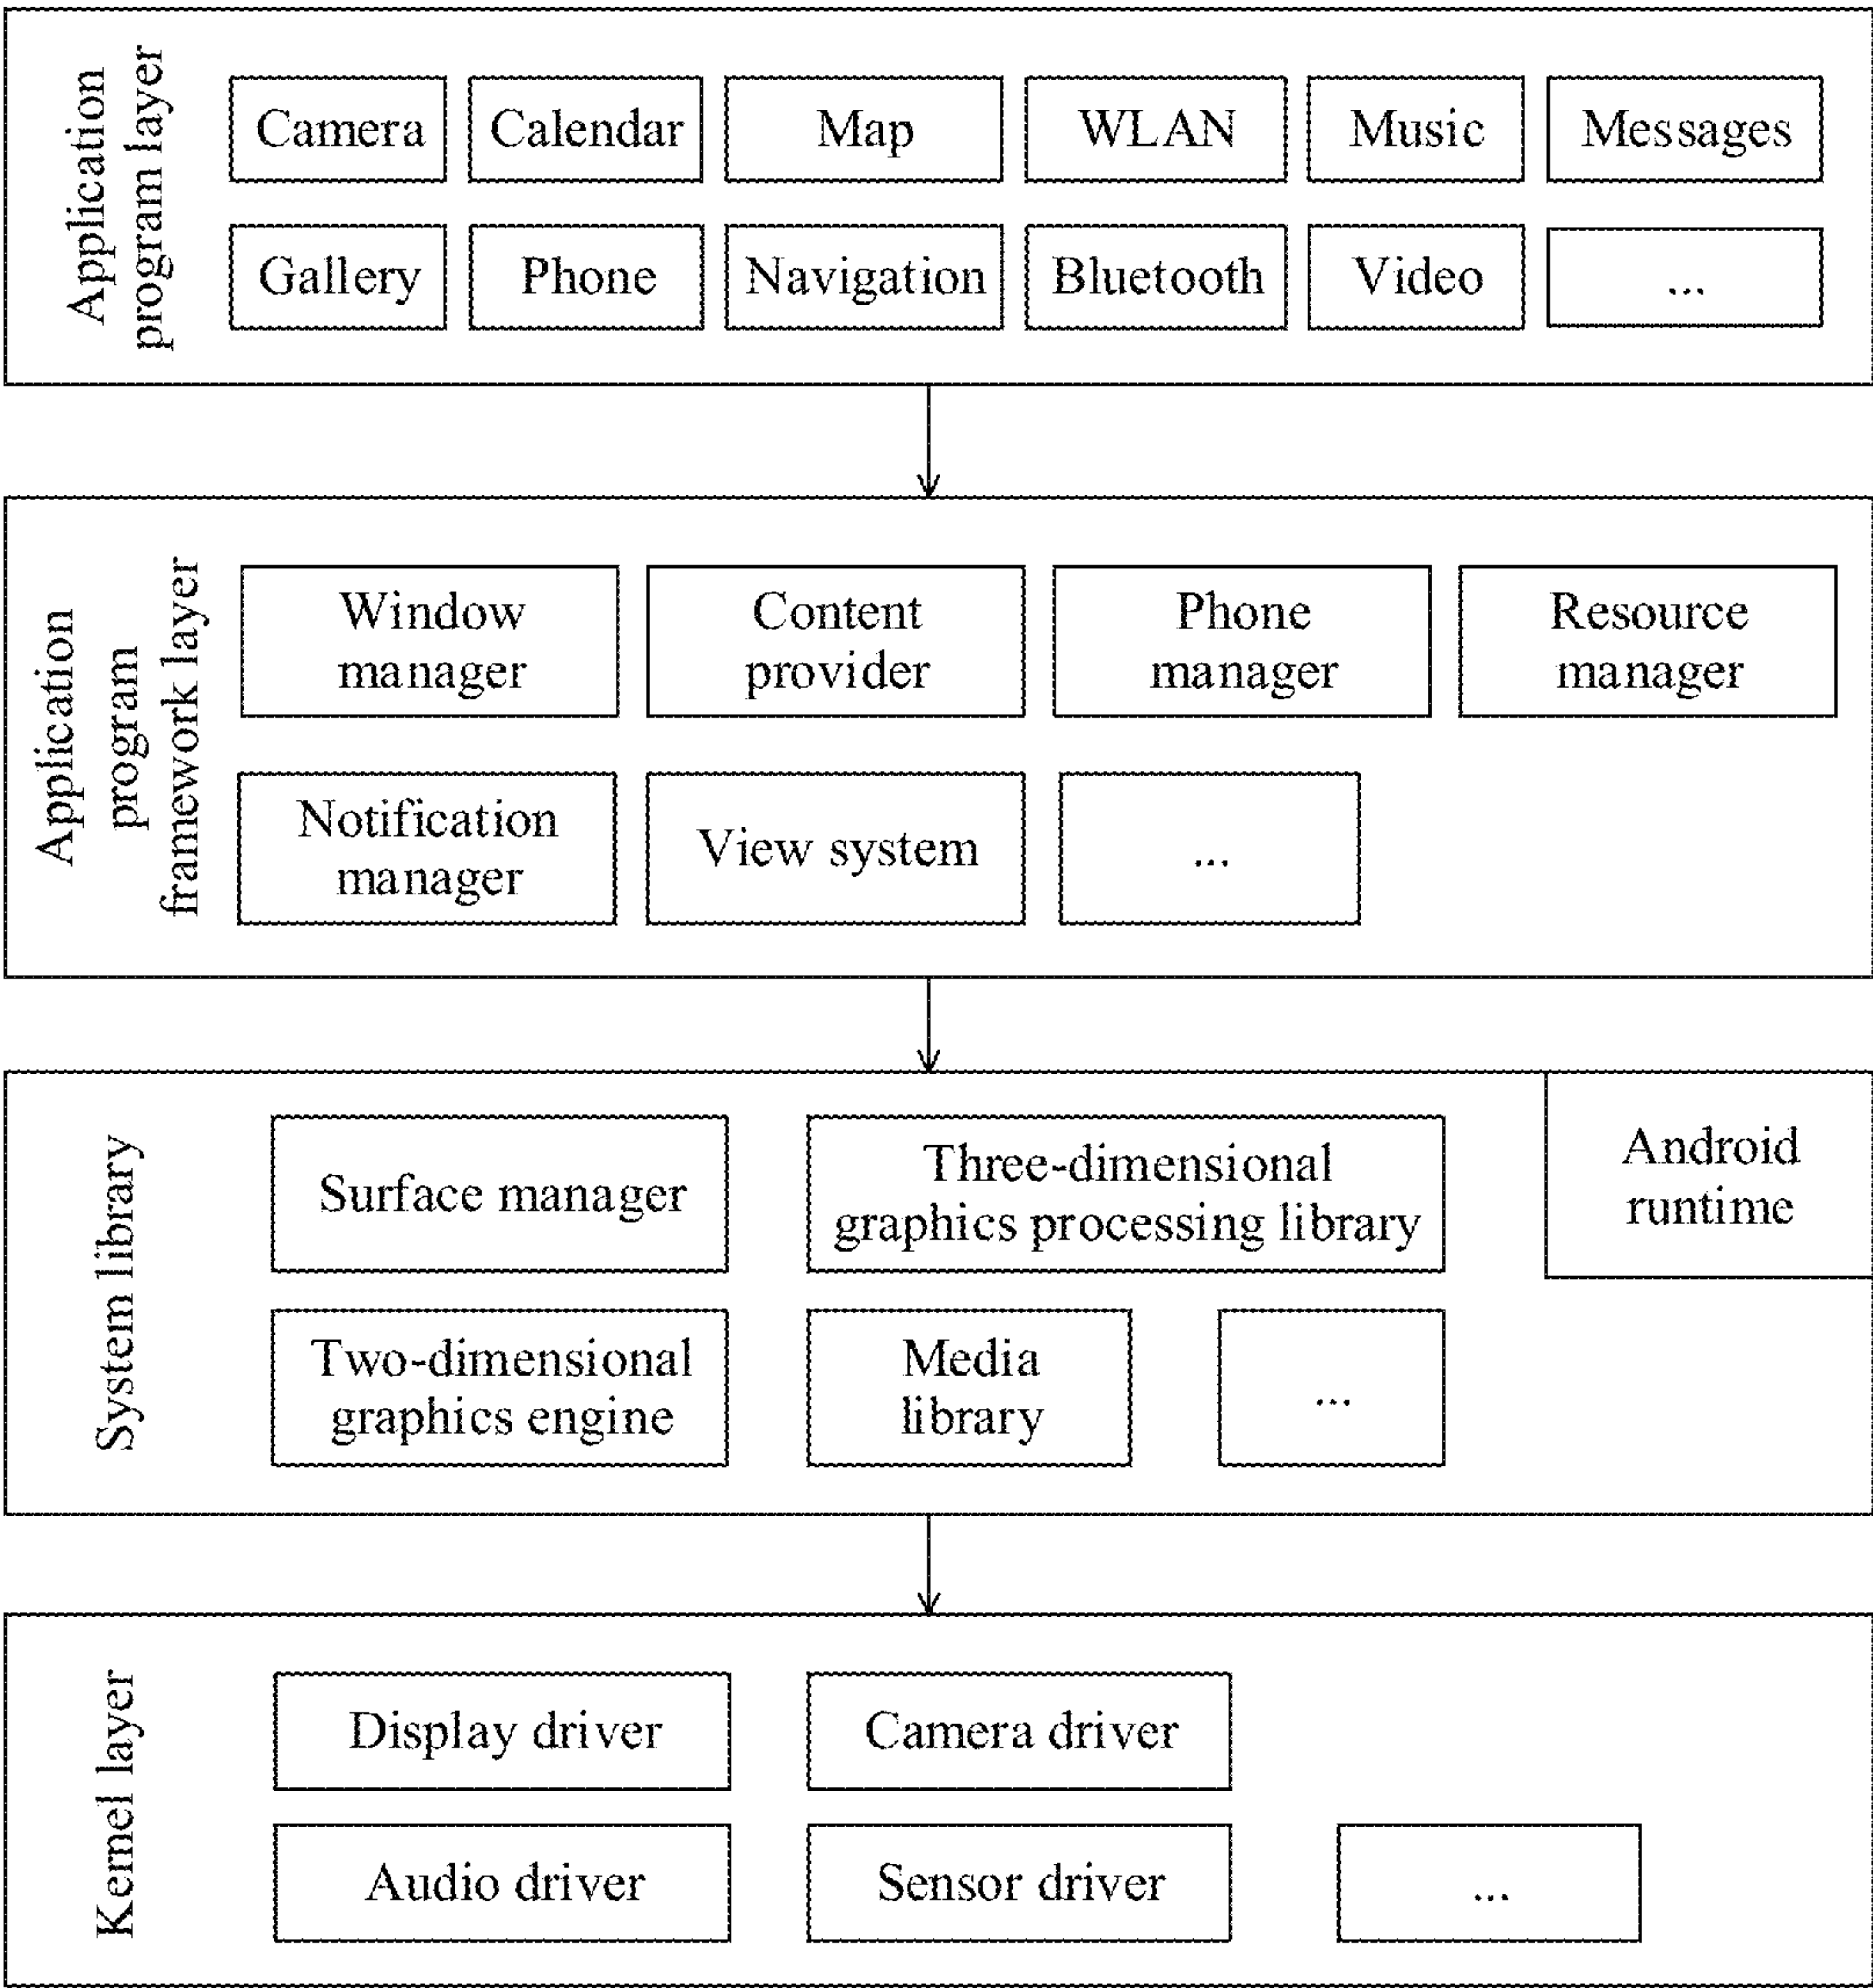 Application
program layer
Camera
Calendar
Map
WLAN
Music
Messages
Gallery
Phone
Navigation
Bluetooth
Video
...
Application
program
framework layer
Window
manager
Content
provider
Phone
manager
Resource
manager
Notification
manager
View system
...
System library
Surface manager
Three-dimensional
graphics processing library
Android
runtime
Two-dimensional
graphics engine
Media
library
...
Kernel layer
Display driver
Camera driver
Audio driver
Sensor driver
...